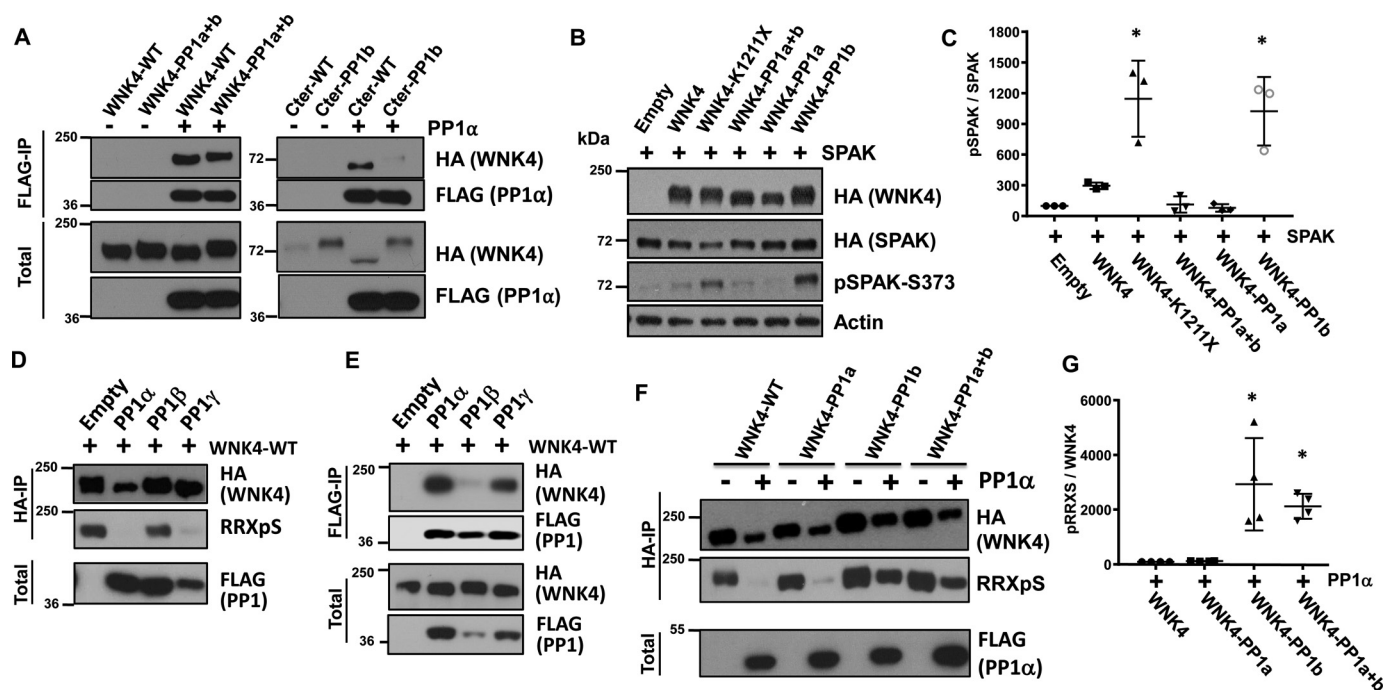 A
WNK4-WT
WNK4-PP1a+b
WNK4-WT
WNK4-PP1a+b
Cter-WT
Cter-PP1b
Cter-WT
Cter-PP1b
- - + + - - + + PP1α
FLAG-IP
250
72
HA (WNK4)
36
36
FLAG (PP1α)
Total
250
72
HA (WNK4)
36
36
FLAG (PP1α)
B
Empty
WNK4
WNK4-K1211X
WNK4-PP1a+b
WNK4-PP1a
WNK4-PP1b
kDa
+ + + + + + SPAK
250
HA (WNK4)
72
HA (SPAK)
72
pSPAK-S373
Actin
C
pSPAK / SPAK
1800
1500
1200
900
600
300
0
* *
+ + + + + + SPAK
Empty
WNK4
WNK4-K1211X
WNK4-PP1a+b
WNK4-PP1a
WNK4-PP1b
D
Empty
PP1α
PP1β
PP1γ
+ + + + WNK4-WT
HA-IP
250
HA
(WNK4)
250
RRXpS
Total
36
FLAG
(PP1)
E
Empty
PP1α
PP1β
PP1γ
+ + + + WNK4-WT
FLAG-IP
250
HA
(WNK4)
36
FLAG
(PP1)
Total
250
HA
(WNK4)
36
FLAG
(PP1)
F
WNK4-WT
WNK4-PP1a
WNK4-PP1b
WNK4-PP1a+b
- + - + - + - + PP1α
HA-IP
250
HA
(WNK4)
250
RRXpS
Total
55
FLAG
(PP1α)
G
pRRXS / WNK4
6000
4000
2000
0
* *
+ + + + PP1α
WNK4
WNK4-PP1a
WNK4-PP1b
WNK4-PP1a+b